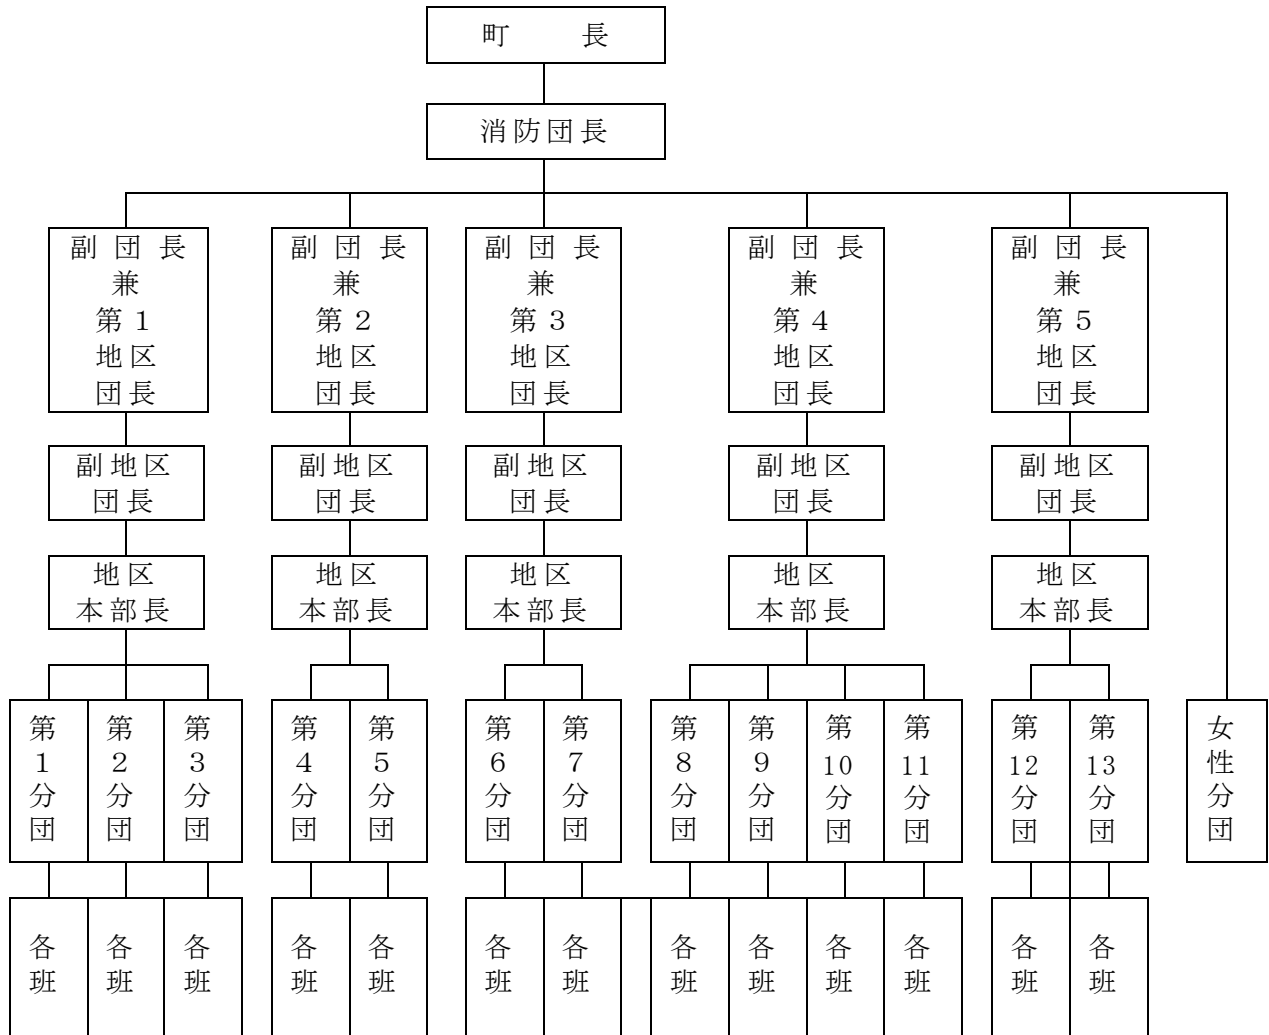 町 長
消防団長
副団長
兼
第１
地区
団長
副団長
兼
第２
地区
団長
副団長
兼
第３
地区
団長
副団長
兼
第４
地区
団長
副団長
兼
第５
地区
団長
副地区
団長
副地区
団長
副地区
団長
副地区
団長
副地区
団長
地区
本部長
地区
本部長
地区
本部長
地区
本部長
地区
本部長
第１分団
第２分団
第３分団
第４分団
第５分団
第６分団
第７分団
第８分団
第９分団
第10分団
第11分団
第12分団
第13分団
女性分団
各班
各班
各班
各班
各班
各班
各班
各班
各班
各班
各班
各班
各班